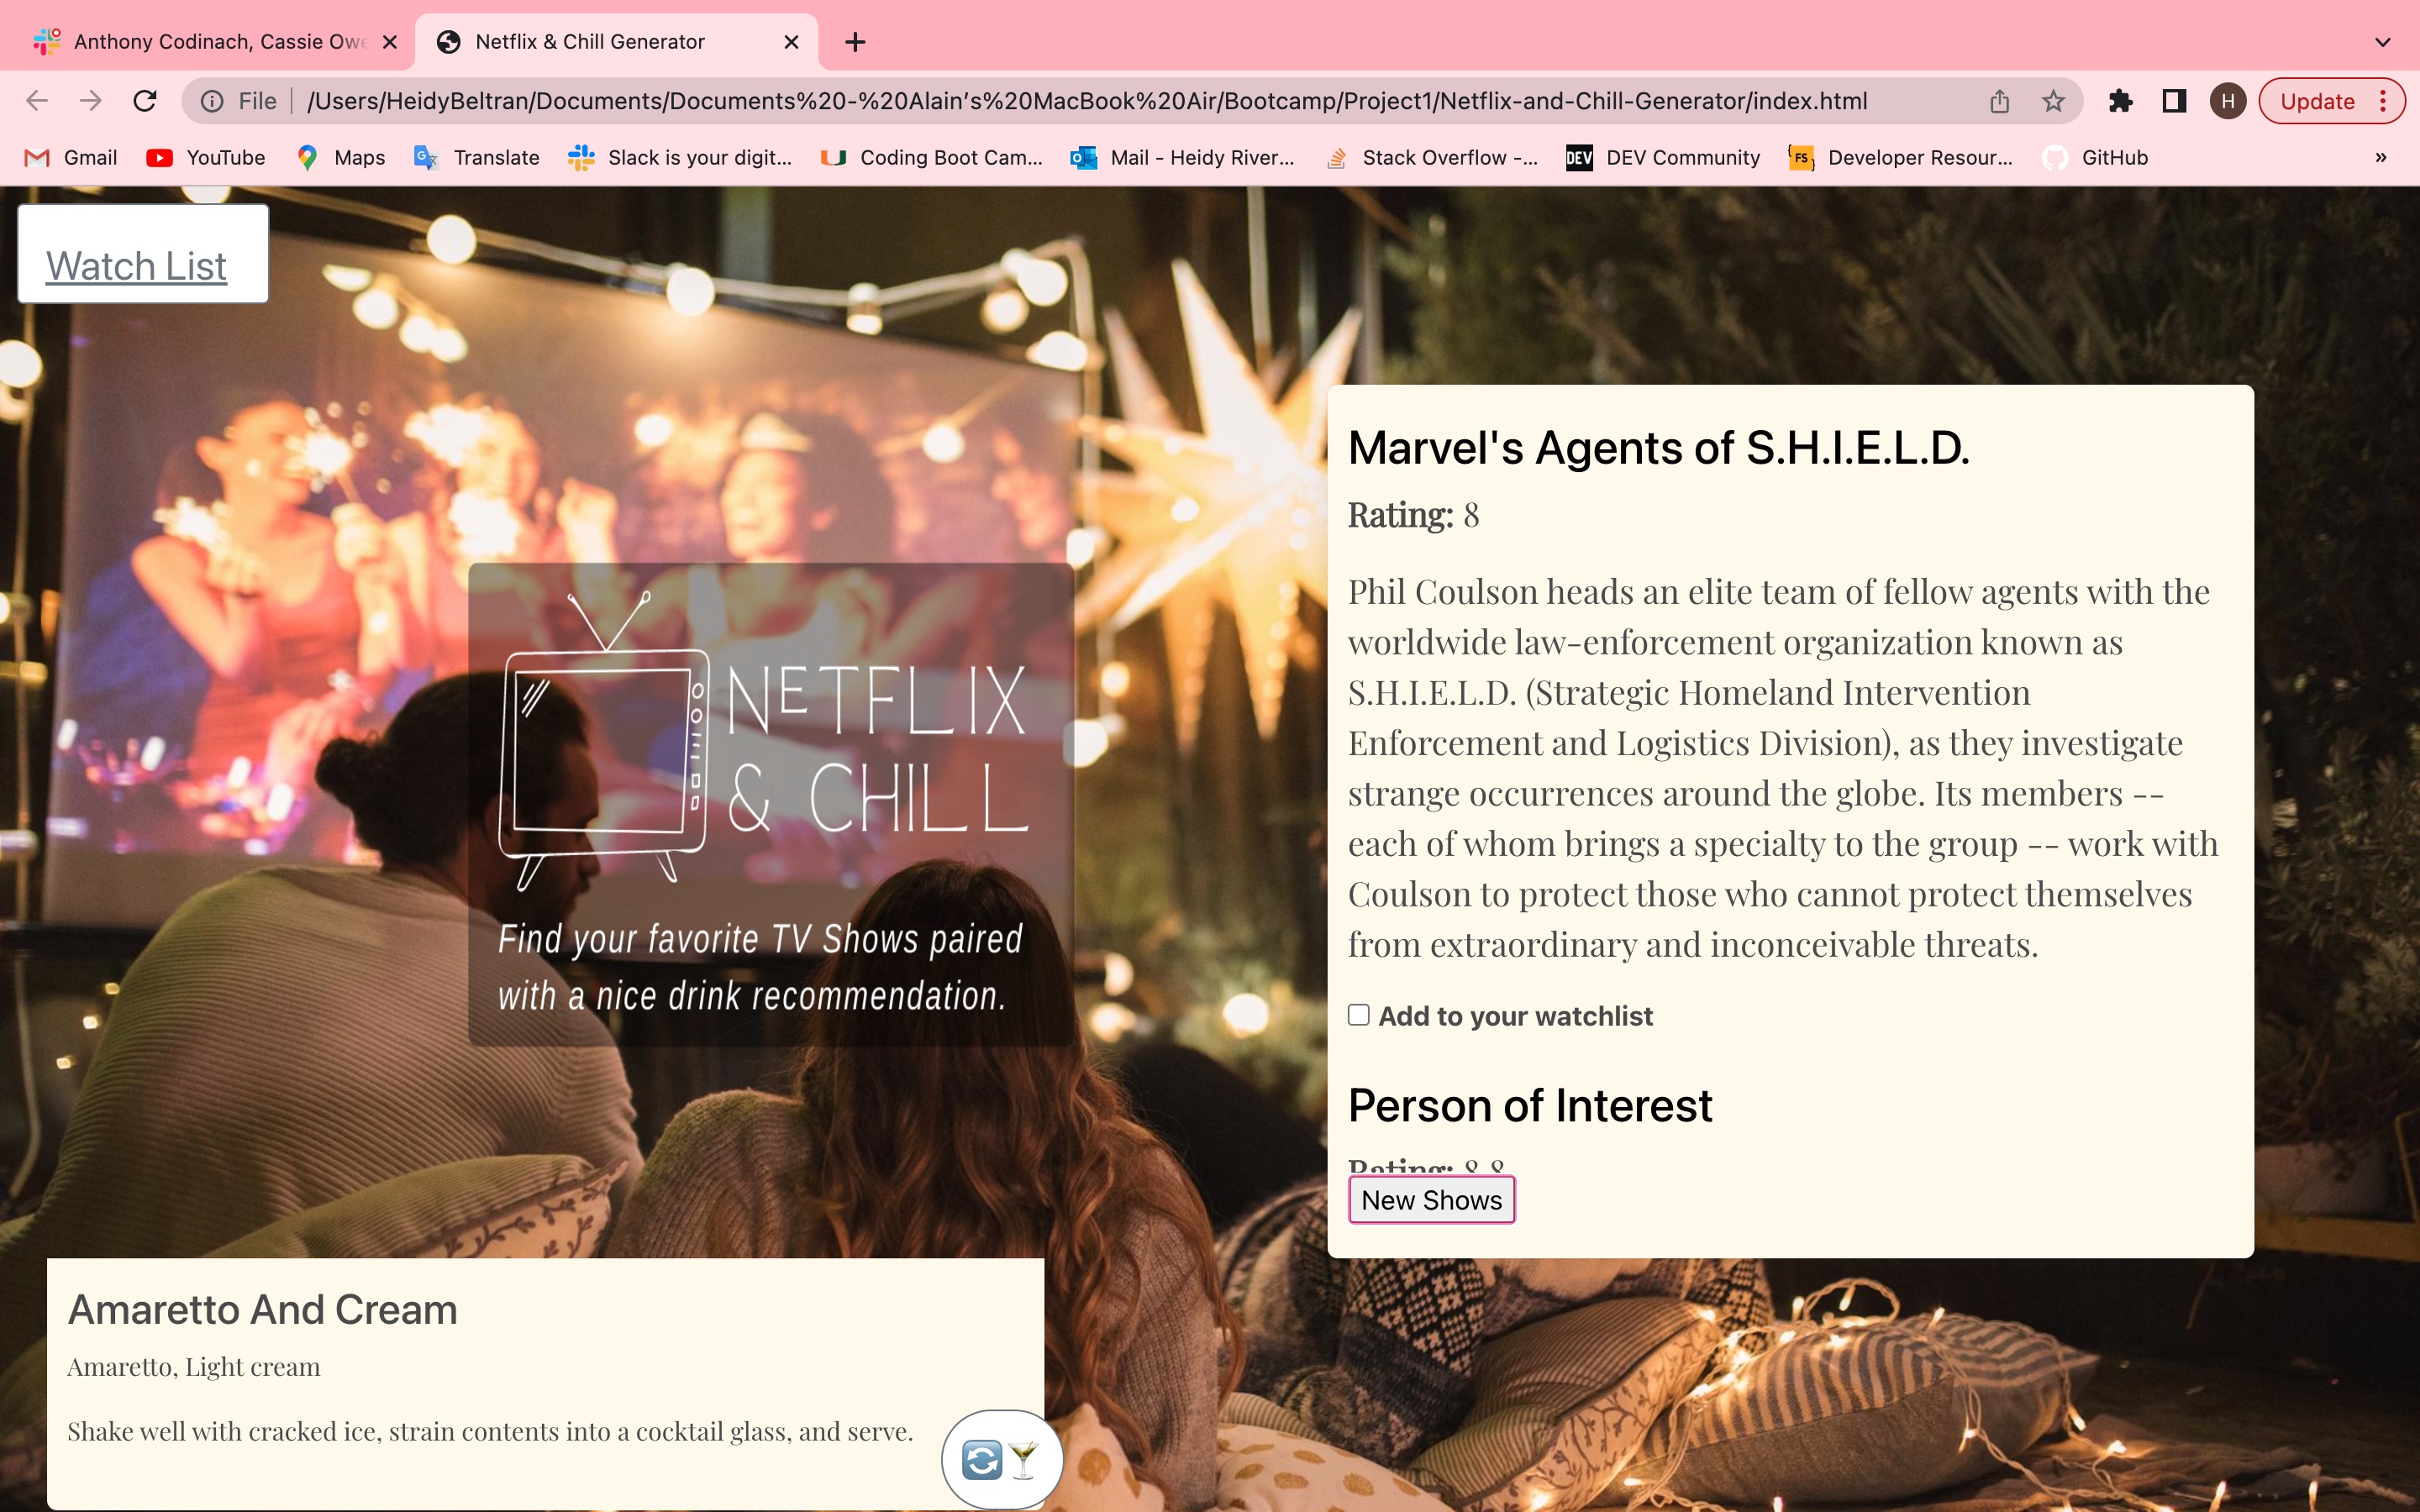 Anthony Codinach, Cassie Owe
Netflix & Chill Generator
File
/Users/HeidyBeltran/Documents/Documents%20-%20Alain’s%20MacBook%20Air/Bootcamp/Project1/Netflix-and-Chill-Generator/index.html
H
Update
Gmail
YouTube
Maps
Translate
Slack is your digit...
Coding Boot Cam...
Mail - Heidy River...
Stack Overflow -...
DEV
DEV Community
FS
Developer Resour...
GitHub
»
Watch List
NETFLIX
& CHILL
Find your favorite TV Shows paired
with a nice drink recommendation.
Marvel's Agents of S.H.I.E.L.D.
Rating: 8
Phil Coulson heads an elite team of fellow agents with the
worldwide law-enforcement organization known as
S.H.I.E.L.D. (Strategic Homeland Intervention
Enforcement and Logistics Division), as they investigate
strange occurrences around the globe. Its members --
each of whom brings a specialty to the group -- work with
Coulson to protect those who cannot protect themselves
from extraordinary and inconceivable threats.
Add to your watchlist
Person of Interest
Rating: 8.8
New Shows
Amaretto And Cream
Amaretto, Light cream
Shake well with cracked ice, strain contents into a cocktail glass, and serve.